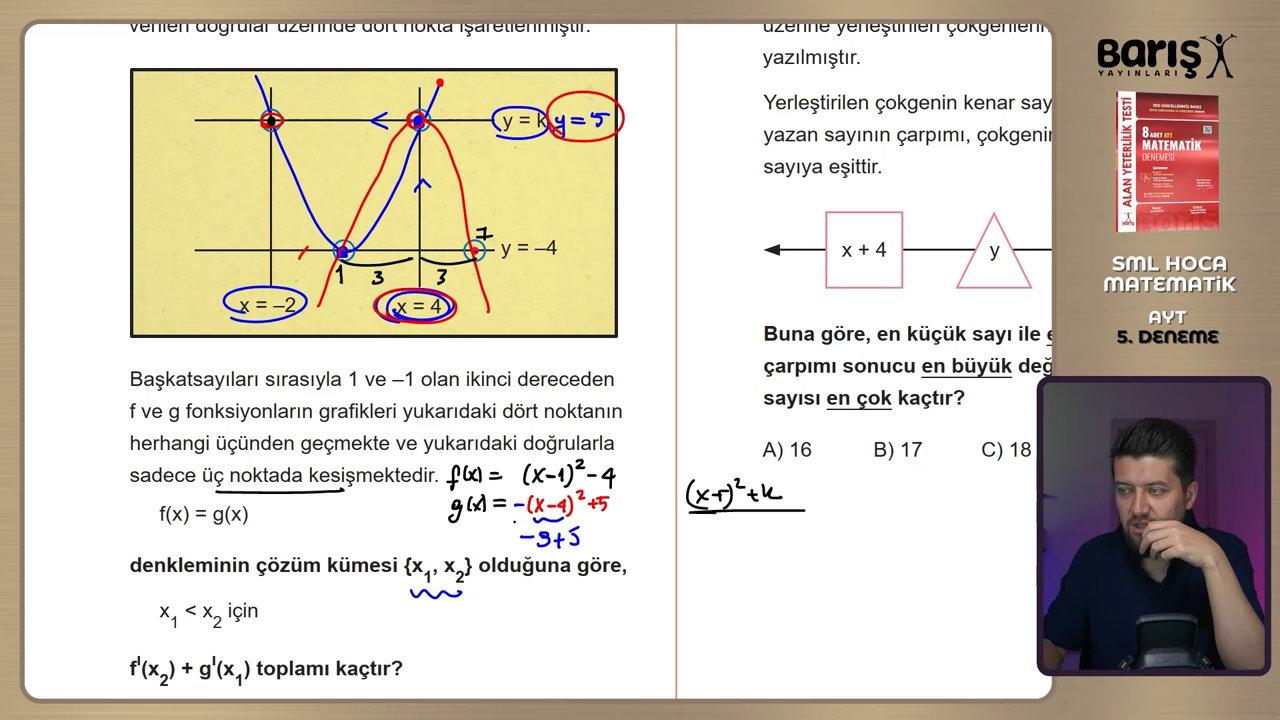 verilen doğrular üzerinde dört nokta işaretlenmiştir.
y = k y = 5
7
y = –4
1 3 3
x = –2 x = 4
Başkatsayıları sırasıyla 1 ve –1 olan ikinci dereceden
f ve g fonksiyonların grafikleri yukarıdaki dört noktanın
herhangi üçünden geçmekte ve yukarıdaki doğrularla
sadece üç noktada kesişmektedir. f(x) = (x-1)² - 4
g(x) = -(x-4)² + 5
f(x) = g(x)
-9+5
denkleminin çözüm kümesi {x₁, x₂} olduğuna göre,
x₁ < x₂ için
fᴵ(x₂) + gᴵ(x₁) toplamı kaçtır?
yazılmıştır.
Yerleştirilen çokgenin kenar say
yazan sayının çarpımı, çokgenin
sayıya eşittir.
x + 4 y
Buna göre, en küçük sayı ile e
çarpımı sonucu en büyük değ
sayısı en çok kaçtır?
A) 16 B) 17 C) 18
(x-r)² + k
BARIŞ
YAYINLARI
ALAN YETERLİLİK TESTİ
8 ADET AYT
MATEMATİK
DENEMESİ
SML HOCA
MATEMATİK
AYT
5. DENEME